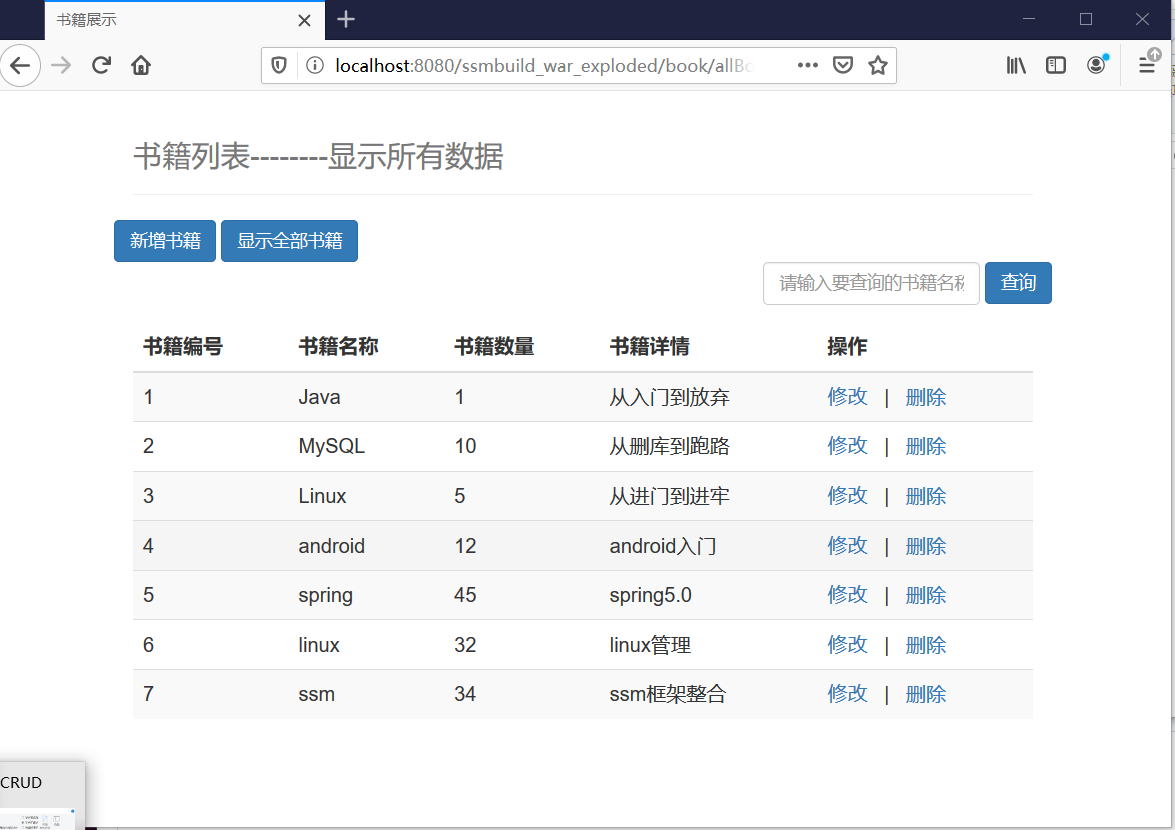 书籍展示
localhost:8080/ssmbuild_war_exploded/book/allBo
书籍列表--------显示所有数据
新增书籍 显示全部书籍
请输入要查询的书籍名称 查询
书籍编号 书籍名称 书籍数量 书籍详情 操作
1 Java 1 从入门到放弃 修改 | 删除
2 MySQL 10 从删库到跑路 修改 | 删除
3 Linux 5 从进门到进牢 修改 | 删除
4 android 12 android入门 修改 | 删除
5 spring 45 spring5.0 修改 | 删除
6 linux 32 linux管理 修改 | 删除
7 ssm 34 ssm框架整合 修改 | 删除
CRUD